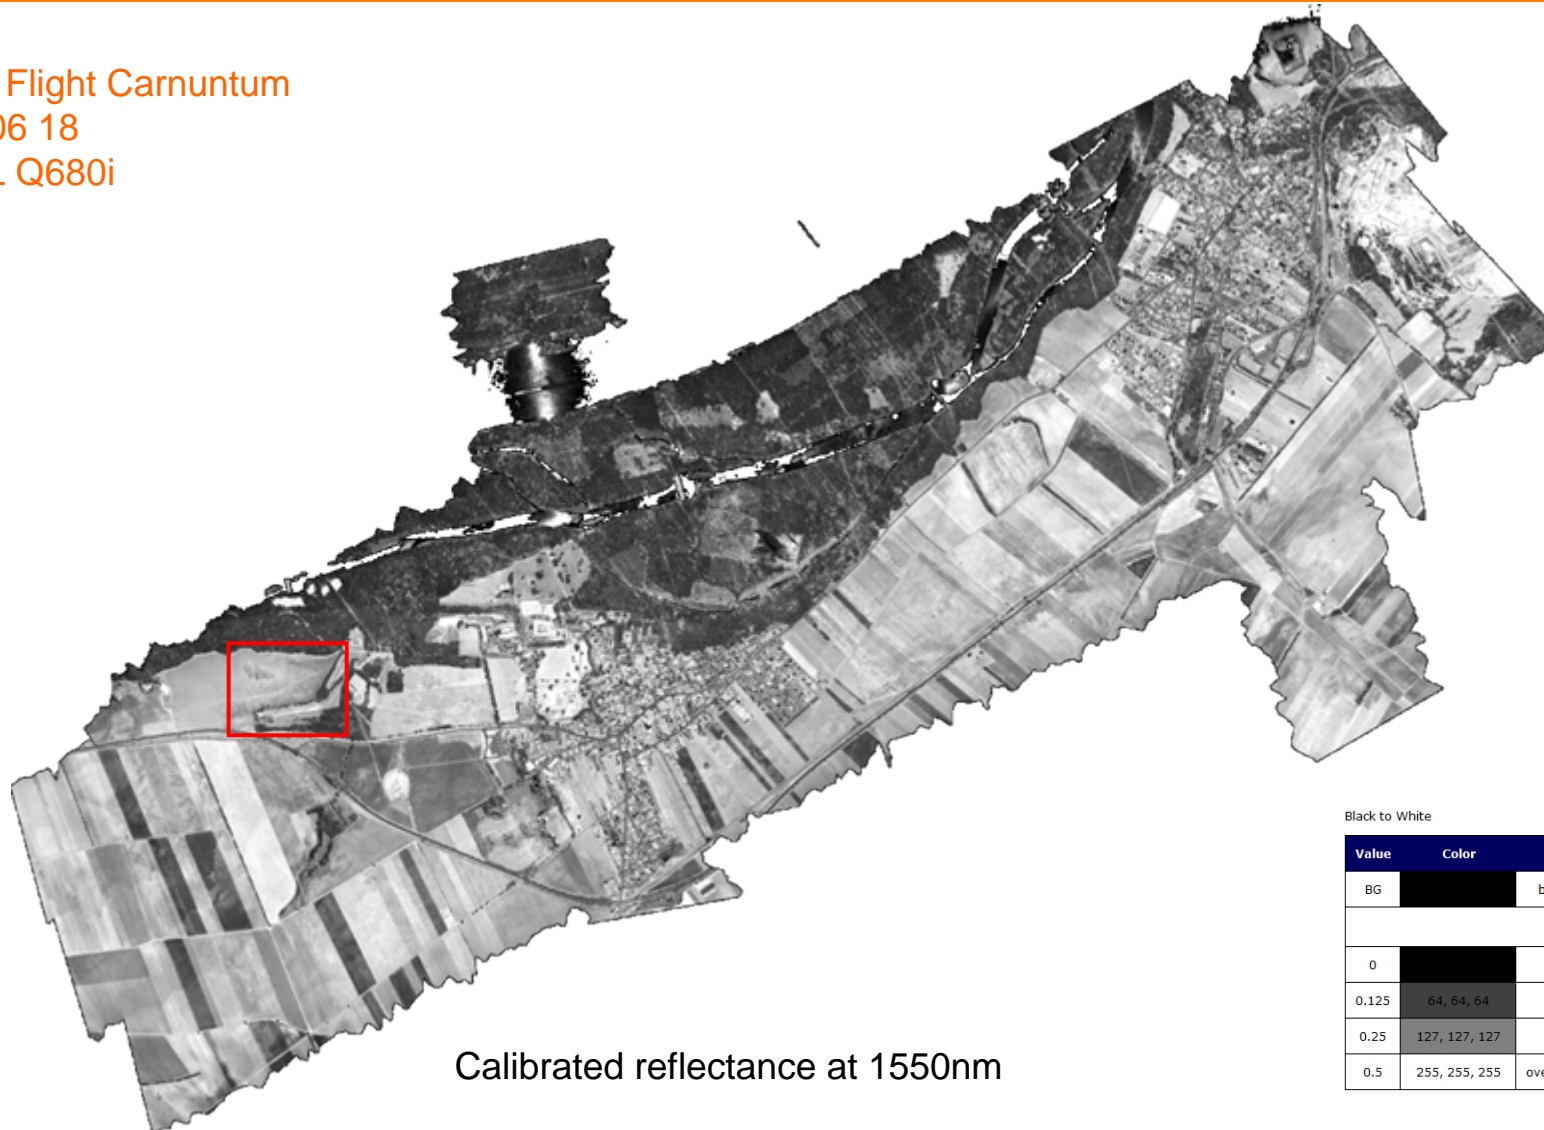 Flight Carnuntum
06 18
L Q680i
Black to White
Value Color
BG b
0
0.125 64, 64, 64
0.25 127, 127, 127
0.5 255, 255, 255 ove
Calibrated reflectance at 1550nm